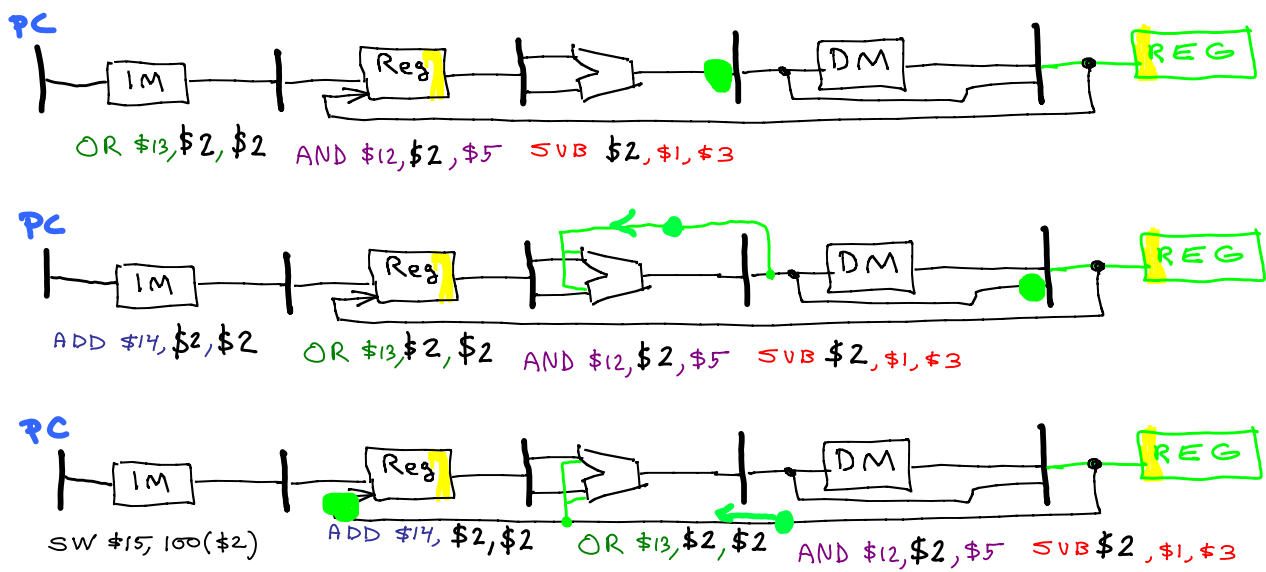 PC
IM Reg DM REG
OR $13, $2, $2 AND $12, $2, $5 SUB $2, $1, $3
PC
IM Reg DM REG
ADD $14, $2, $2 OR $13, $2, $2 AND $12, $2, $5 SUB $2, $1, $3
PC
IM Reg DM REG
SW $15, 100($2) ADD $14, $2, $2 OR $13, $2, $2 AND $12, $2, $5 SUB $2, $1, $3